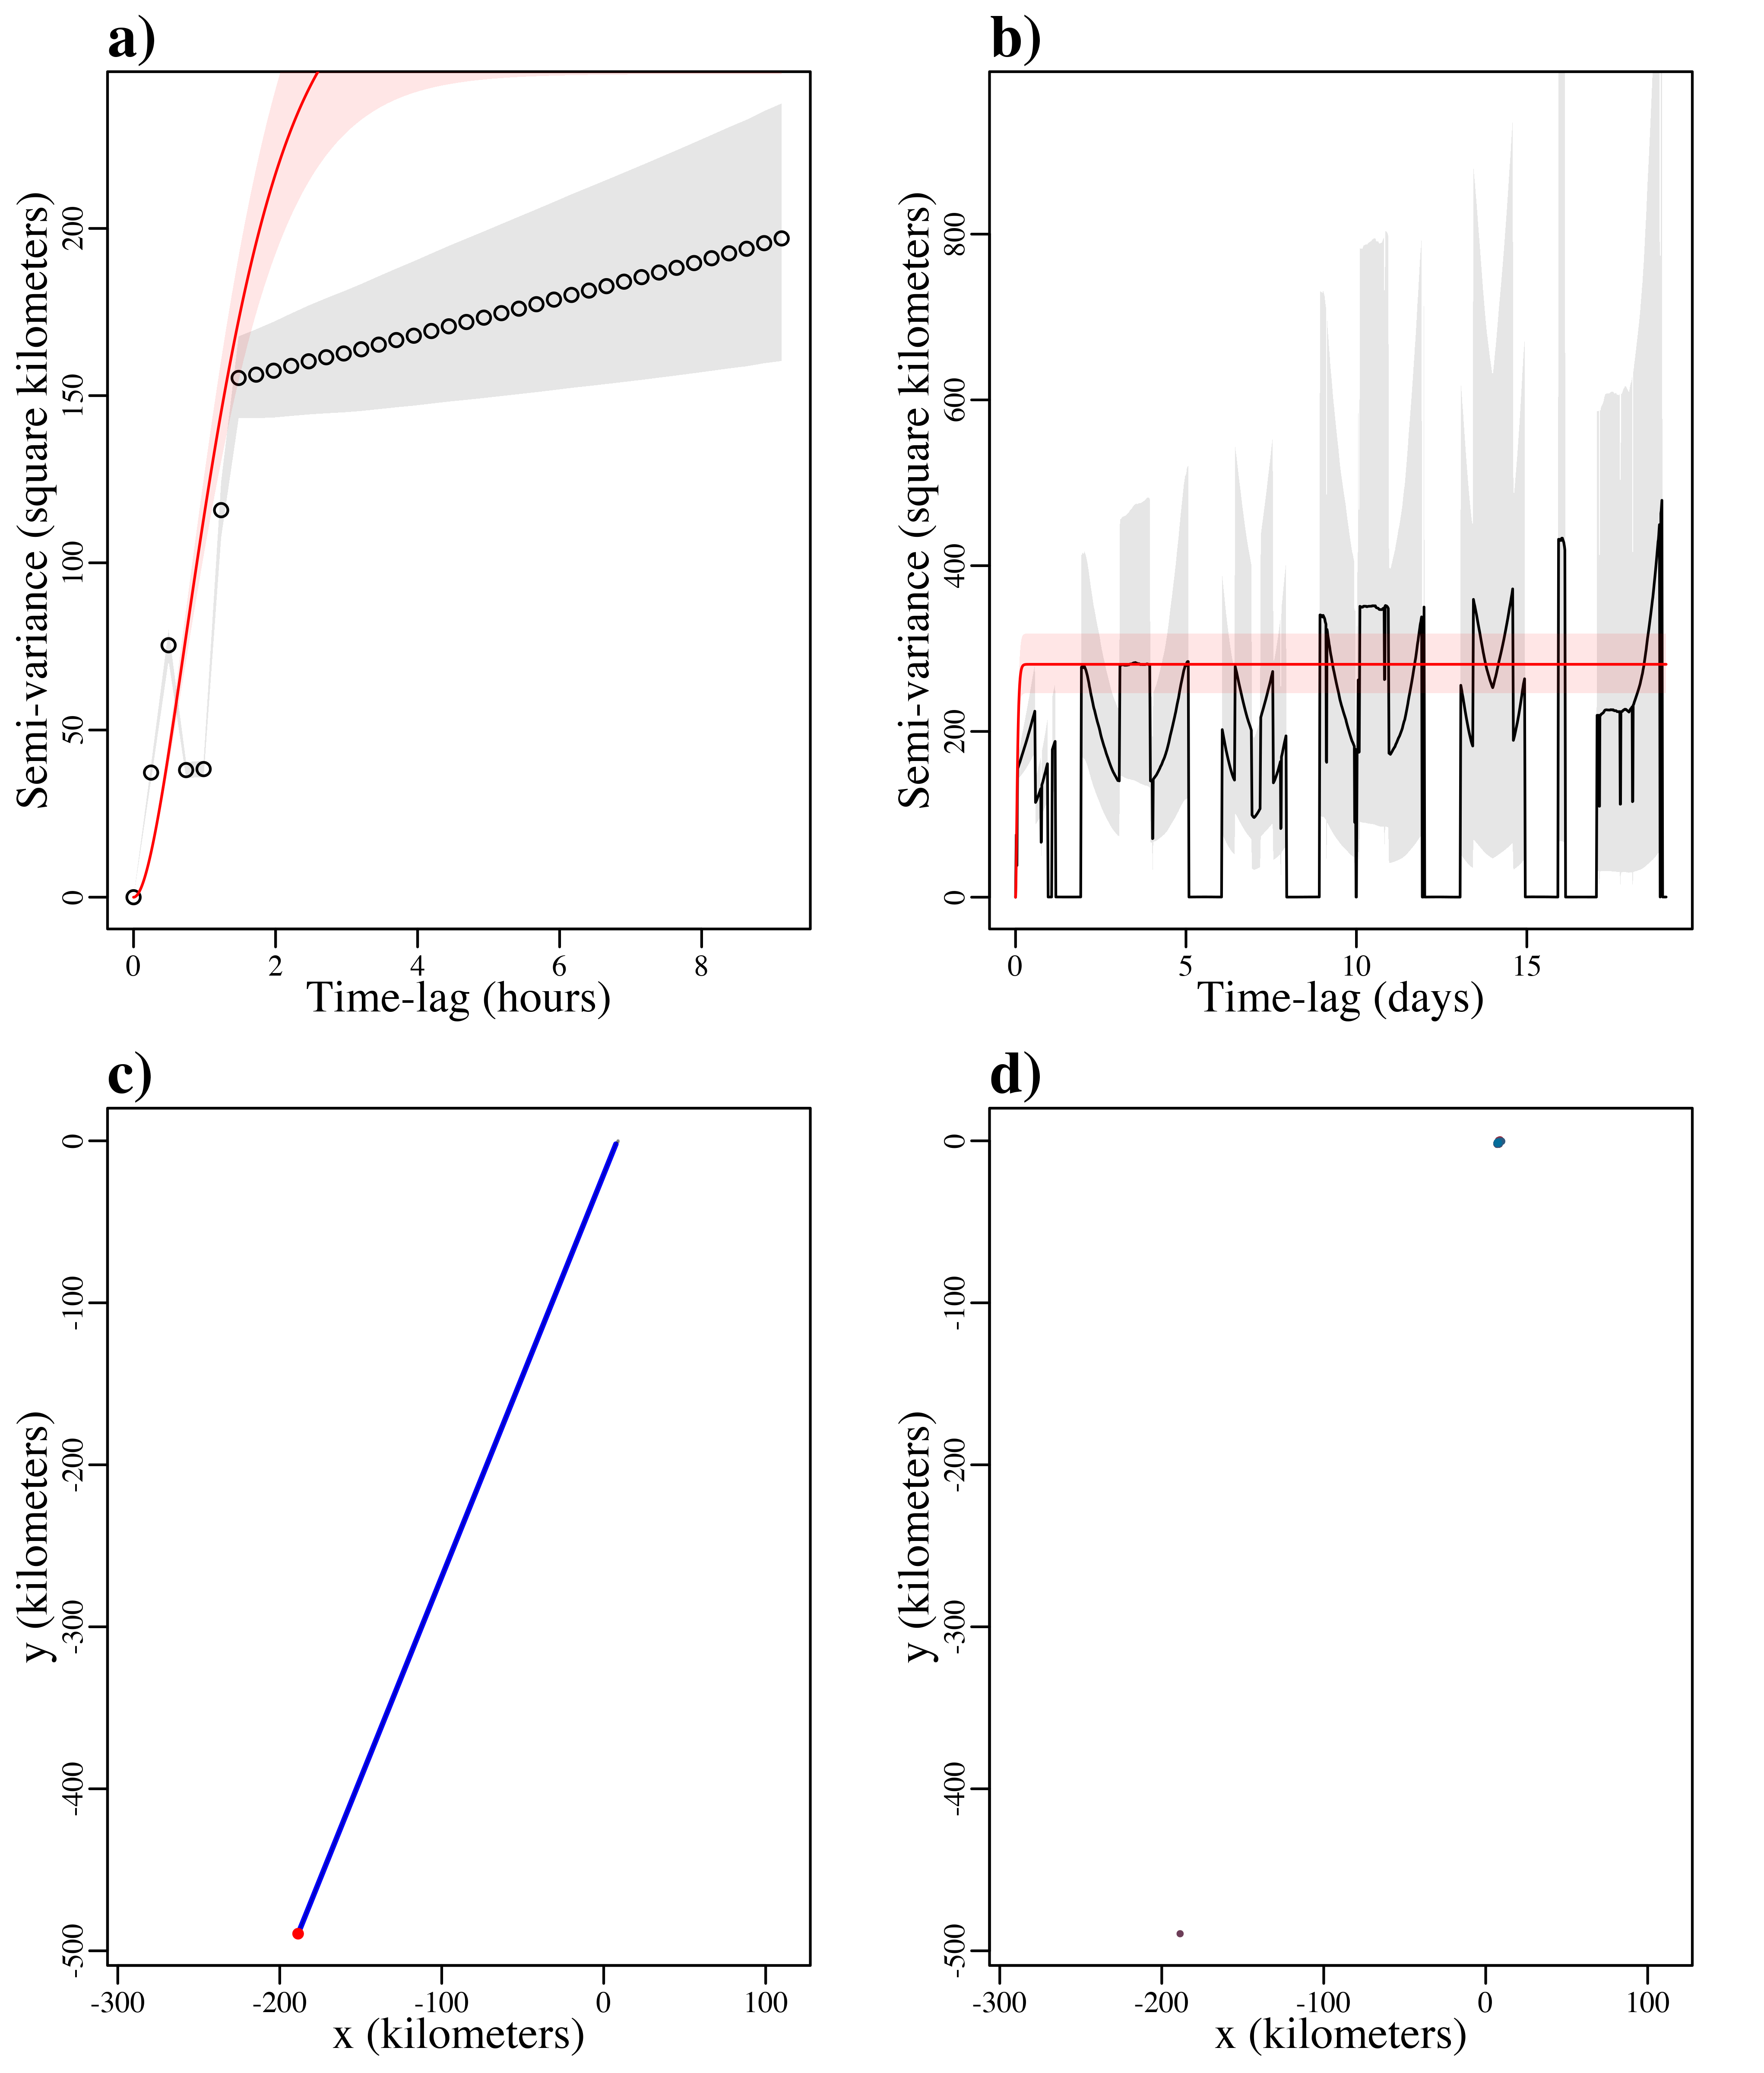 a)
Semi-variance (square kilometers)
0 50 100 150 200
0 2 4 6 8
Time-lag (hours)
b)
Semi-variance (square kilometers)
0 200 400 600 800
0 5 10 15
Time-lag (days)
c)
y (kilometers)
-500 -400 -300 -200 -100 0
-300 -200 -100 0 100
x (kilometers)
d)
y (kilometers)
-500 -400 -300 -200 -100 0
-300 -200 -100 0 100
x (kilometers)